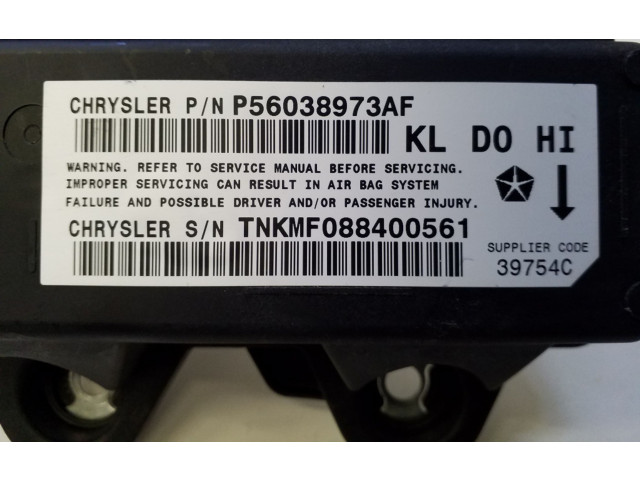 CHRYSLER P/N P56038973AF
KL DO HI
WARNING. REFER TO SERVICE MANUAL BEFORE SERVICING.
IMPROPER SERVICING CAN RESULT IN AIR BAG SYSTEM
FAILURE AND POSSIBLE DRIVER AND/OR PASSENGER INJURY.
CHRYSLER S/N TNKMF088400561
SUPPLIER CODE
39754C